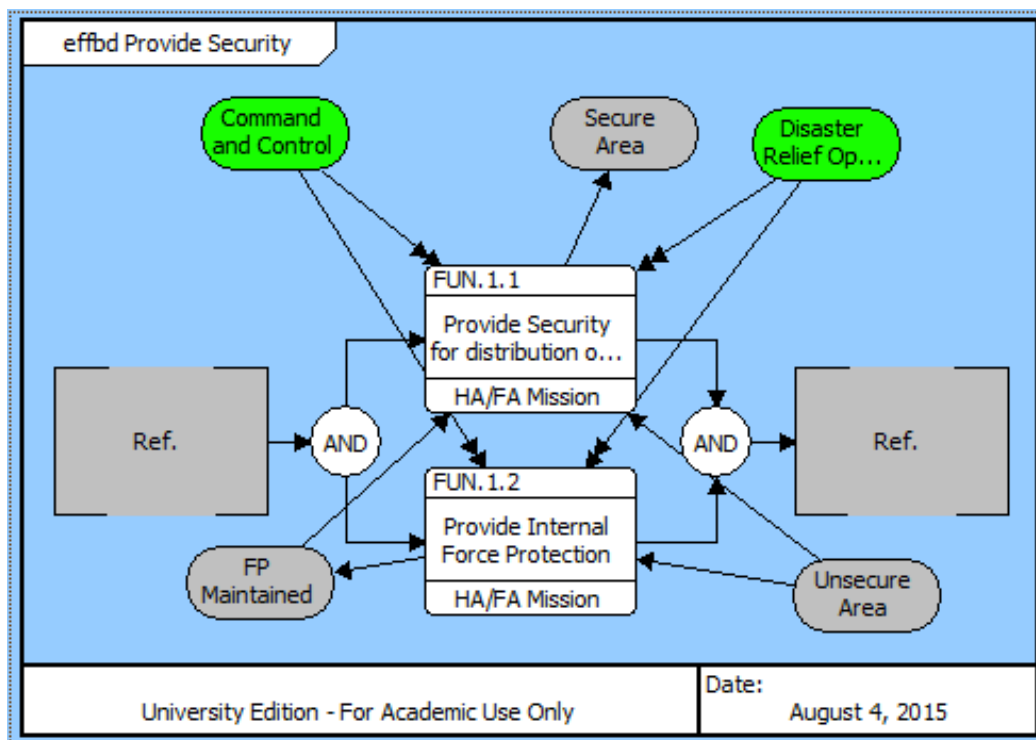 effbd Provide Security
Command
and Control
Secure
Area
Disaster
Relief Op...
FUN.1.1
Provide Security
for distribution o...
HA/FA Mission
Ref.
AND
AND
Ref.
FUN.1.2
Provide Internal
Force Protection
HA/FA Mission
FP
Maintained
Unsecure
Area
University Edition - For Academic Use Only
Date:
August 4, 2015